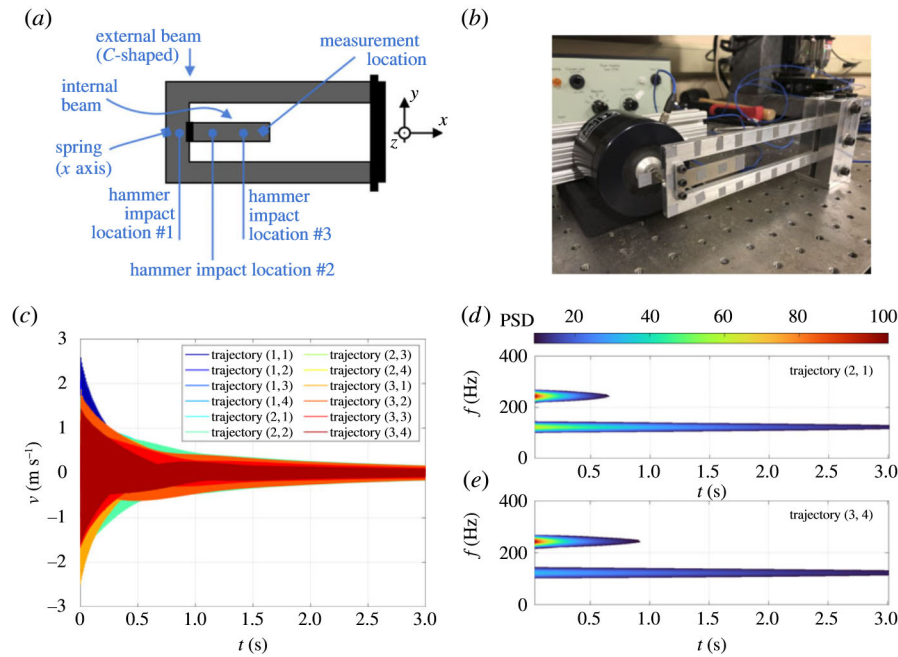 (a)
external beam
(C-shaped)
measurement
location
internal
beam
y
x
z
spring
(x axis)
hammer
impact
location #1
hammer
impact
location #3
hammer impact location #2
(b)
(c)
3
2
1
0
–1
–2
–3
v (m s⁻¹)
0
0.5
1.0
1.5
2.0
2.5
3.0
t (s)
trajectory (1, 1)
trajectory (1, 2)
trajectory (1, 3)
trajectory (1, 4)
trajectory (2, 1)
trajectory (2, 2)
trajectory (2, 3)
trajectory (2, 4)
trajectory (3, 1)
trajectory (3, 2)
trajectory (3, 3)
trajectory (3, 4)
(d)
PSD
20
40
60
80
100
400
200
0
f (Hz)
trajectory (2, 1)
0.5
1.0
1.5
2.0
2.5
3.0
t (s)
(e)
400
200
0
f (Hz)
trajectory (3, 4)
0.5
1.0
1.5
2.0
2.5
3.0
t (s)